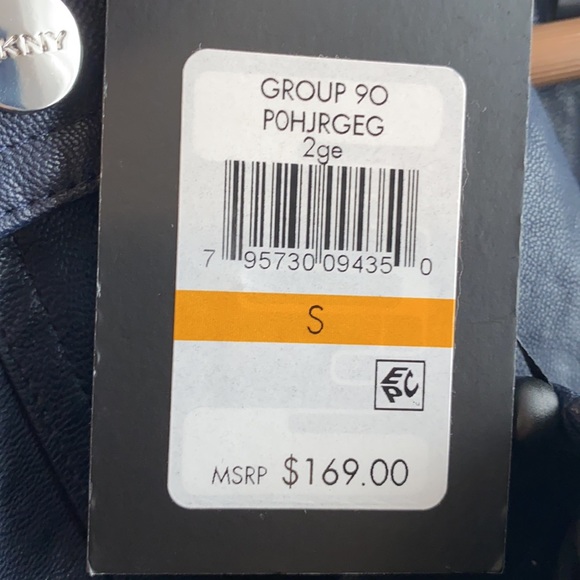 KNY
GROUP 90
P0HJRGEG
2ge
7 95730 09435 0
S
EPC
MSRP $169.00